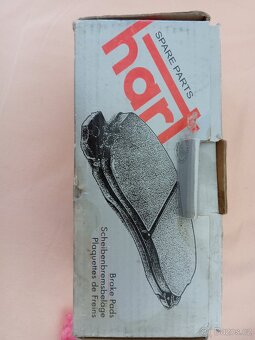 hart
SPARE PARTS
Brake Pads
Scheibenbremsbeläge
Plaquettes de Freins